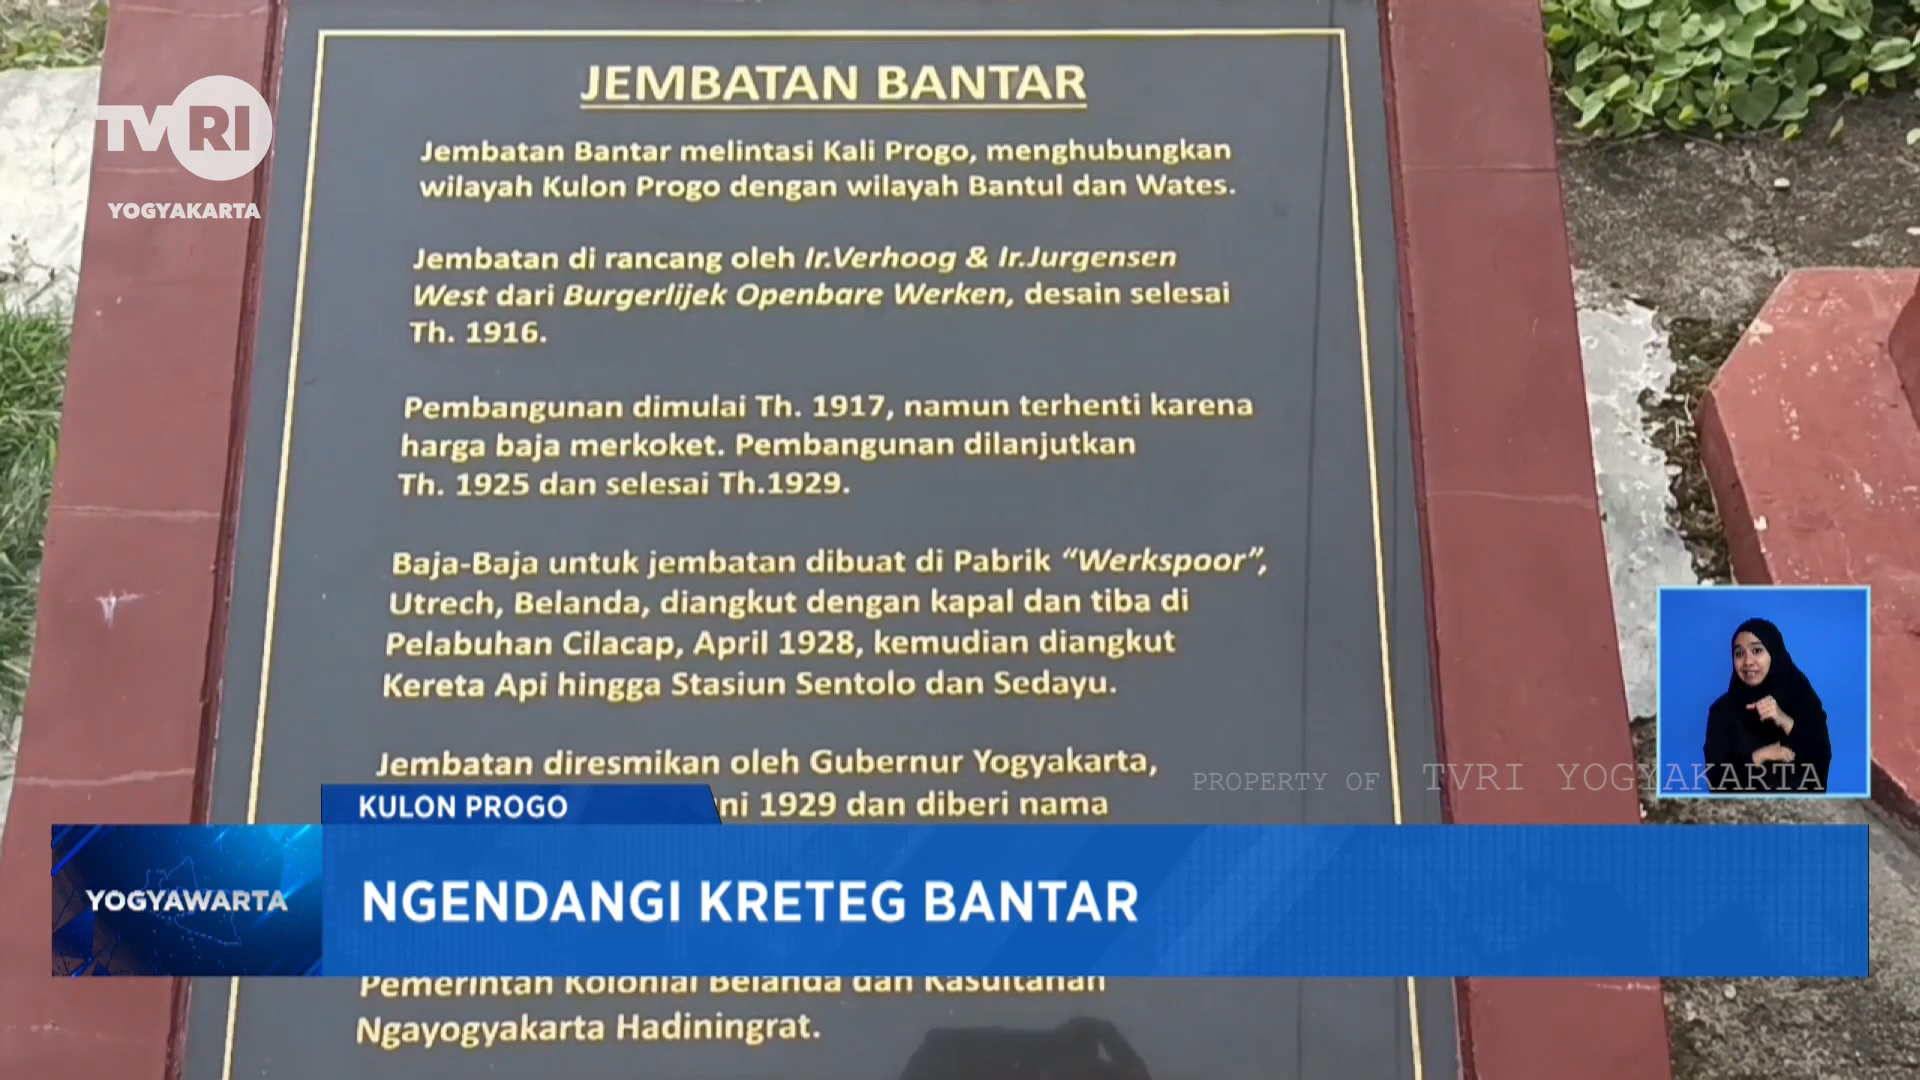 TVRI
YOGYAKARTA
JEMBATAN BANTAR
Jembatan Bantar melintasi Kali Progo, menghubungkan
wilayah Kulon Progo dengan wilayah Bantul dan Wates.
Jembatan di rancang oleh Ir.Verhoog & Ir.Jurgensen
West dari Burgerlijek Openbare Werken, desain selesai
Th. 1916.
Pembangunan dimulai Th. 1917, namun terhenti karena
harga baja merkoket. Pembangunan dilanjutkan
Th. 1925 dan selesai Th.1929.
Baja-Baja untuk jembatan dibuat di Pabrik “Werkspoor”,
Utrech, Belanda, diangkut dengan kapal dan tiba di
Pelabuhan Cilacap, April 1928, kemudian diangkut
Kereta Api hingga Stasiun Sentolo dan Sedayu.
Jembatan diresmikan oleh Gubernur Yogyakarta,
1929 dan diberi nama
PROPERTY OF TVRI YOGYAKARTA
KULON PROGO
YOGYAWARTA
NGENDANGI KRETEG BANTAR
Pemerintah Kolonial Belanda dan Kasultanan
Ngayogyakarta Hadiningrat.